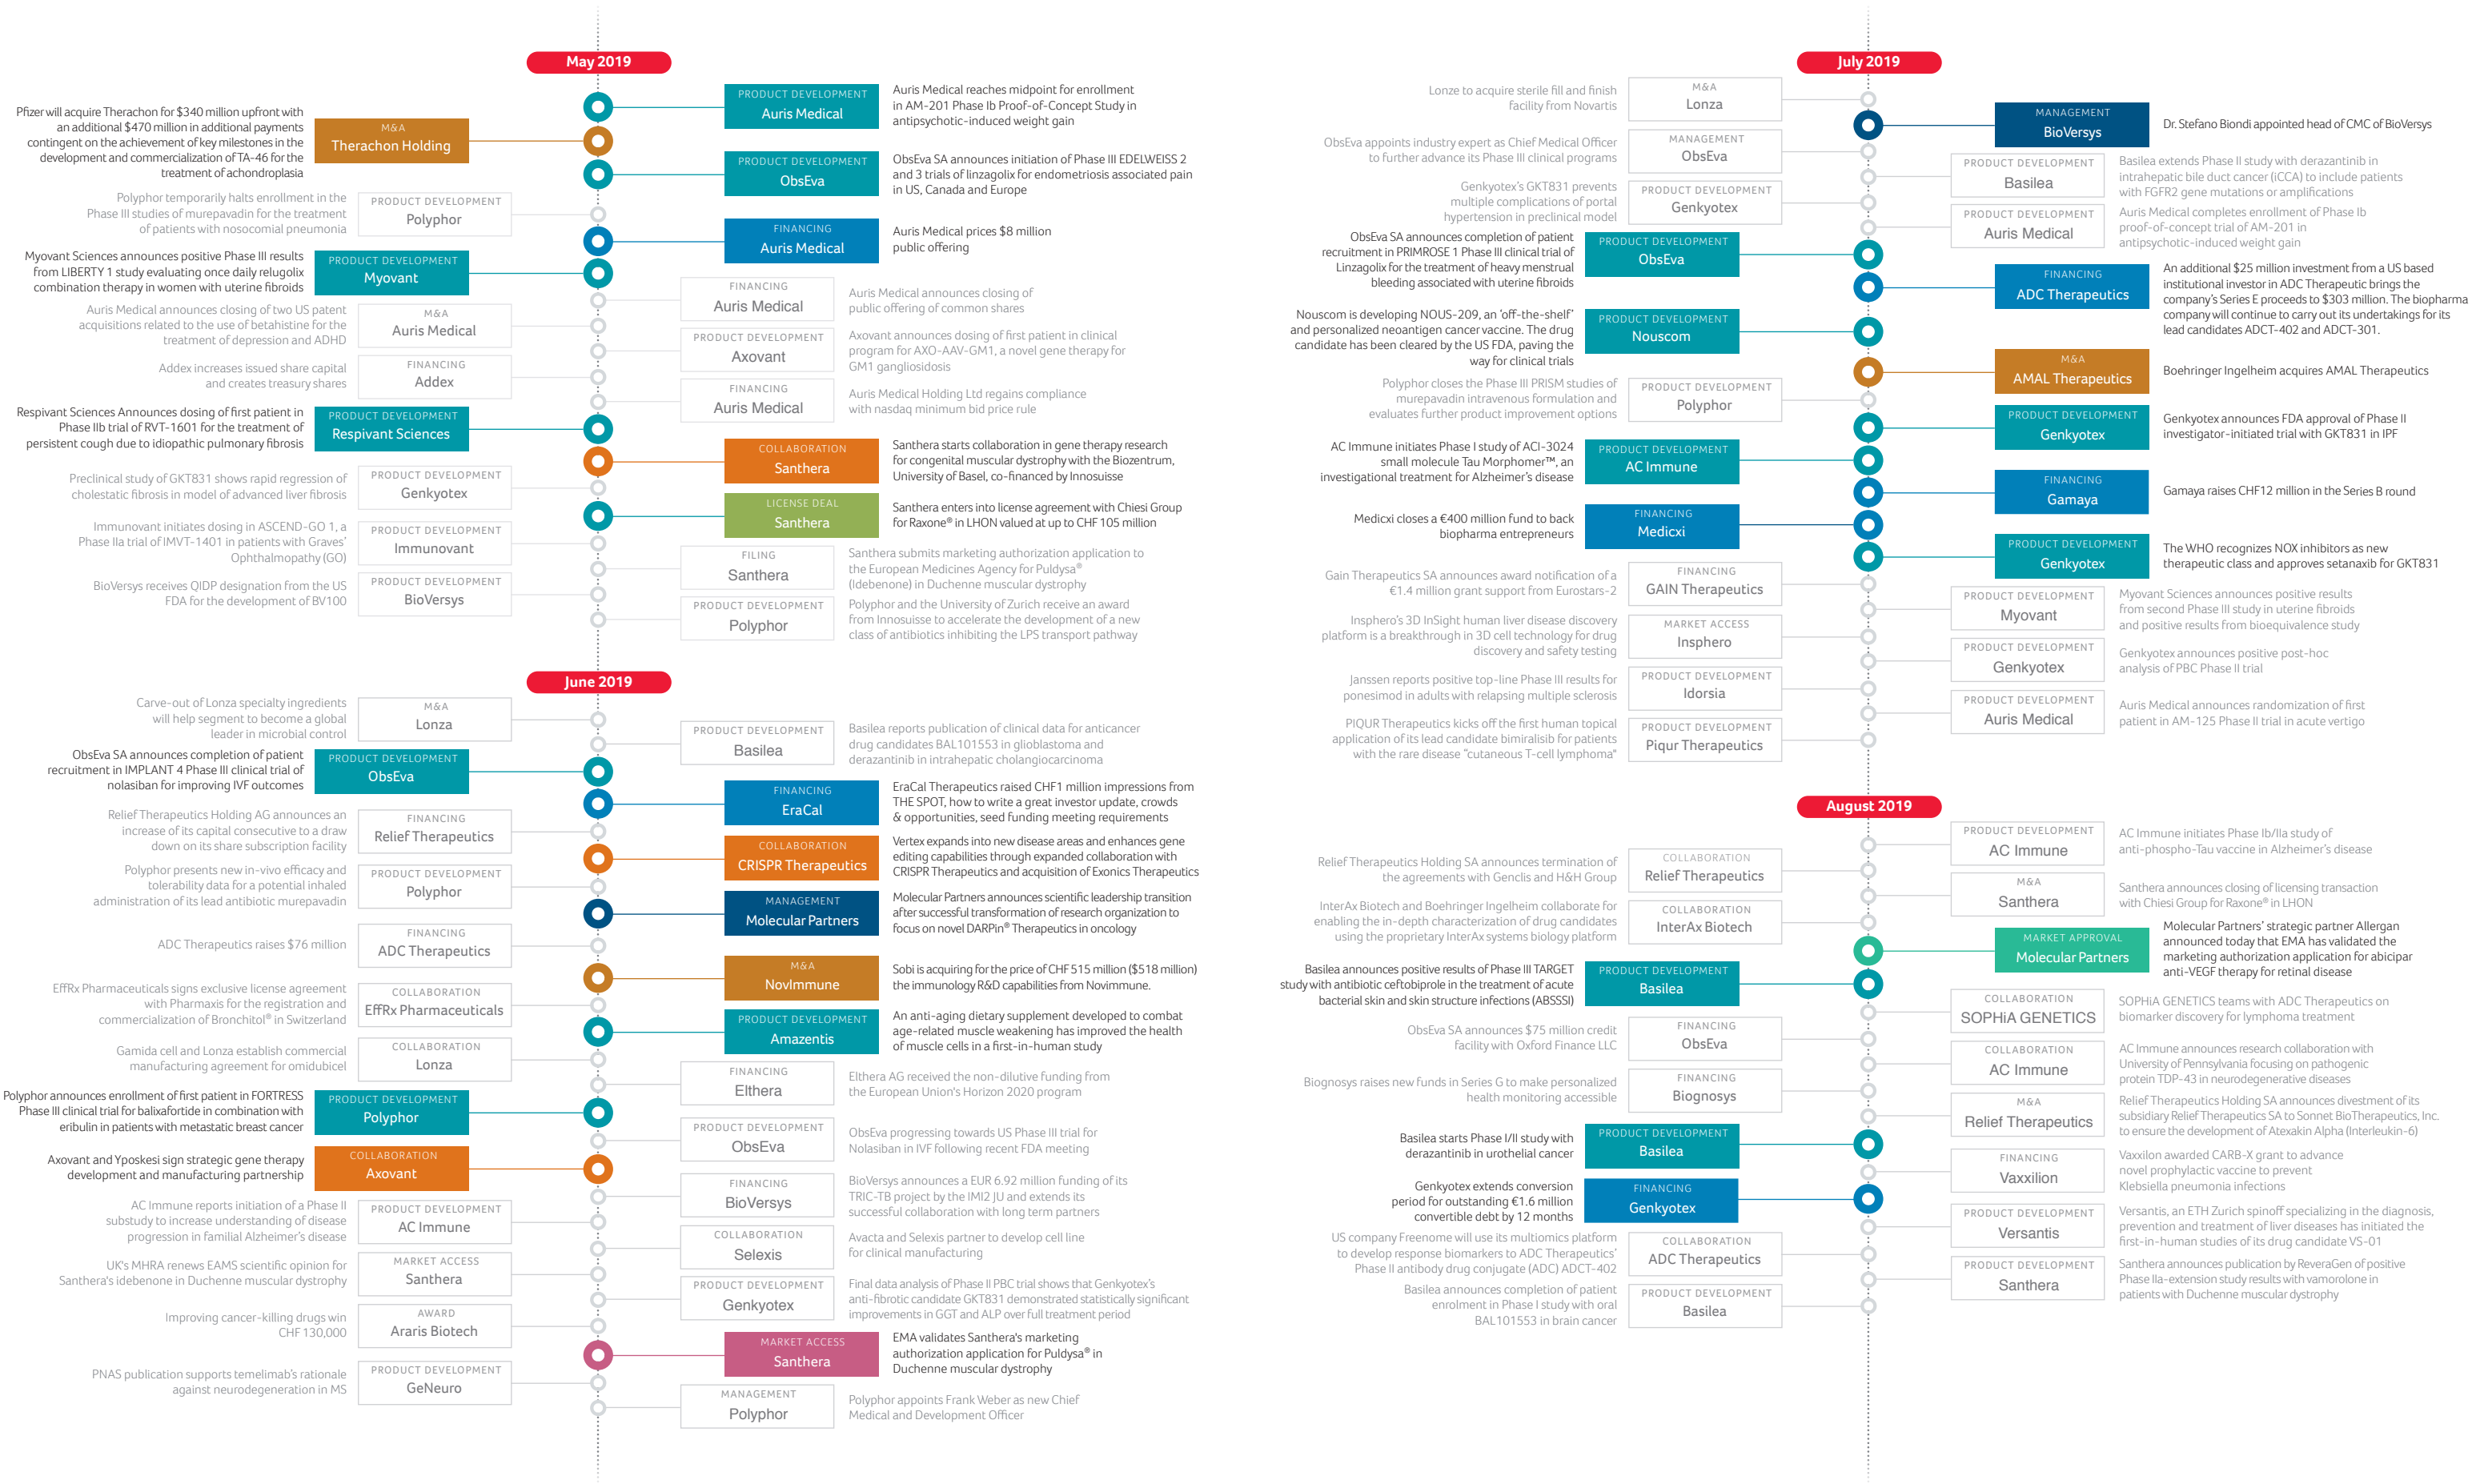 May 2019
PRODUCT DEVELOPMENT
Auris Medical
Auris Medical reaches midpoint for enrollment
in AM-201 Phase Ib Proof-of-Concept Study in
antipsychotic-induced weight gain
Pfizer will acquire Therachon for $340 million upfront with
an additional $470 million in additional payments
contingent on the achievement of key milestones in the
development and commercialization of TA-46 for the
treatment of achondroplasia
M&A
Therachon Holding
PRODUCT DEVELOPMENT
ObsEva
ObsEva SA announces initiation of Phase III EDELWEISS 2
and 3 trials of linzagolix for endometriosis associated pain
in US, Canada and Europe
Polyphor temporarily halts enrollment in the
Phase III studies of murepavadin for the treatment
of patients with nosocomial pneumonia
PRODUCT DEVELOPMENT
Polyphor
FINANCING
Auris Medical
Auris Medical prices $8 million
public offering
Myovant Sciences announces positive Phase III results
from LIBERTY 1 study evaluating once daily relugolix
combination therapy in women with uterine fibroids
PRODUCT DEVELOPMENT
Myovant
FINANCING
Auris Medical
Auris Medical announces closing of
public offering of common shares
Auris Medical announces closing of two US patent
acquisitions related to the use of betahistine for the
treatment of depression and ADHD
M&A
Auris Medical
PRODUCT DEVELOPMENT
Axovant
Axovant announces dosing of first patient in clinical
program for AXO-AAV-GM1, a novel gene therapy for
GM1 gangliosidosis
Addex increases issued share capital
and creates treasury shares
FINANCING
Addex
FINANCING
Auris Medical
Auris Medical Holding Ltd regains compliance
with nasdaq minimum bid price rule
Respivant Sciences Announces dosing of first patient in
Phase IIb trial of RVT-1601 for the treatment of
persistent cough due to idiopathic pulmonary fibrosis
PRODUCT DEVELOPMENT
Respivant Sciences
COLLABORATION
Santhera
Santhera starts collaboration in gene therapy research
for congenital muscular dystrophy with the Biozentrum,
University of Basel, co-financed by Innosuisse
Preclinical study of GKT831 shows rapid regression of
cholestatic fibrosis in model of advanced liver fibrosis
PRODUCT DEVELOPMENT
Genkyotex
LICENSE DEAL
Santhera
Santhera enters into license agreement with Chiesi Group
for Raxone® in LHON valued at up to CHF 105 million
Immunovant initiates dosing in ASCEND-GO 1, a
Phase IIa trial of IMVT-1401 in patients with Graves'
Ophthalmopathy (GO)
PRODUCT DEVELOPMENT
Immunovant
FILING
Santhera
Santhera submits marketing authorization application to
the European Medicines Agency for Puldysa®
(Idebenone) in Duchenne muscular dystrophy
BioVersys receives QIDP designation from the US
FDA for the development of BV100
PRODUCT DEVELOPMENT
BioVersys
PRODUCT DEVELOPMENT
Polyphor
Polyphor and the University of Zurich receive an award
from Innosuisse to accelerate the development of a new
class of antibiotics inhibiting the LPS transport pathway
June 2019
Carve-out of Lonza specialty ingredients
will help segment to become a global
leader in microbial control
M&A
Lonza
PRODUCT DEVELOPMENT
Basilea
Basilea reports publication of clinical data for anticancer
drug candidates BAL101553 in glioblastoma and
derazantinib in intrahepatic cholangiocarcinoma
ObsEva SA announces completion of patient
recruitment in IMPLANT 4 Phase III clinical trial of
nolasiban for improving IVF outcomes
PRODUCT DEVELOPMENT
ObsEva
FINANCING
EraCal
EraCal Therapeutics raised CHF1 million impressions from
THE SPOT, how to write a great investor update, crowds
& opportunities, seed funding meeting requirements
Relief Therapeutics Holding AG announces an
increase of its capital consecutive to a draw
down on its share subscription facility
FINANCING
Relief Therapeutics
COLLABORATION
CRISPR Therapeutics
Vertex expands into new disease areas and enhances gene
editing capabilities through expanded collaboration with
CRISPR Therapeutics and acquisition of Exonics Therapeutics
Polyphor presents new in-vivo efficacy and
tolerability data for a potential inhaled
administration of its lead antibiotic murepavadin
PRODUCT DEVELOPMENT
Polyphor
MANAGEMENT
Molecular Partners
Molecular Partners announces scientific leadership transition
after successful transformation of research organization to
focus on novel DARPin® Therapeutics in oncology
ADC Therapeutics raises $76 million
FINANCING
ADC Therapeutics
M&A
NovImmune
Sobi is acquiring for the price of CHF 515 million ($518 million)
the immunology R&D capabilities from Novimmune.
EffRx Pharmaceuticals signs exclusive license agreement
with Pharmaxis for the registration and
commercialization of Bronchitol® in Switzerland
COLLABORATION
EffRx Pharmaceuticals
PRODUCT DEVELOPMENT
Amazentis
An anti-aging dietary supplement developed to combat
age-related muscle weakening has improved the health
of muscle cells in a first-in-human study
Gamida cell and Lonza establish commercial
manufacturing agreement for omidubicel
COLLABORATION
Lonza
FINANCING
Elthera
Elthera AG received the non-dilutive funding from
the European Union's Horizon 2020 program
Polyphor announces enrollment of first patient in FORTRESS
Phase III clinical trial for balixafortide in combination with
eribulin in patients with metastatic breast cancer
PRODUCT DEVELOPMENT
Polyphor
PRODUCT DEVELOPMENT
ObsEva
ObsEva progressing towards US Phase III trial for
Nolasiban in IVF following recent FDA meeting
Axovant and Yposkesi sign strategic gene therapy
development and manufacturing partnership
COLLABORATION
Axovant
FINANCING
BioVersys
BioVersys announces a EUR 6.92 million funding of its
TRIC-TB project by the IMI2 JU and extends its
successful collaboration with long term partners
AC Immune reports initiation of a Phase II
substudy to increase understanding of disease
progression in familial Alzheimer's disease
PRODUCT DEVELOPMENT
AC Immune
COLLABORATION
Selexis
Avacta and Selexis partner to develop cell line
for clinical manufacturing
UK's MHRA renews EAMS scientific opinion for
Santhera's idebenone in Duchenne muscular dystrophy
MARKET ACCESS
Santhera
PRODUCT DEVELOPMENT
Genkyotex
Final data analysis of Phase II PBC trial shows that Genkyotex's
anti-fibrotic candidate GKT831 demonstrated statistically significant
improvements in GGT and ALP over full treatment period
Improving cancer-killing drugs win
CHF 130,000
AWARD
Araris Biotech
MARKET ACCESS
Santhera
EMA validates Santhera's marketing
authorization application for Puldysa® in
Duchenne muscular dystrophy
PNAS publication supports temelimab's rationale
against neurodegeneration in MS
PRODUCT DEVELOPMENT
GeNeuro
MANAGEMENT
Polyphor
Polyphor appoints Frank Weber as new Chief
Medical and Development Officer
July 2019
Lonze to acquire sterile fill and finish
facility from Novartis
M&A
Lonza
MANAGEMENT
BioVersys
Dr. Stefano Biondi appointed head of CMC of BioVersys
ObsEva appoints industry expert as Chief Medical Officer
to further advance its Phase III clinical programs
MANAGEMENT
ObsEva
PRODUCT DEVELOPMENT
Basilea
Basilea extends Phase II study with derazantinib in
intrahepatic bile duct cancer (iCCA) to include patients
with FGFR2 gene mutations or amplifications
Genkyotex's GKT831 prevents
multiple complications of portal
hypertension in preclinical model
PRODUCT DEVELOPMENT
Genkyotex
PRODUCT DEVELOPMENT
Auris Medical
Auris Medical completes enrollment of Phase Ib
proof-of-concept trial of AM-201 in
antipsychotic-induced weight gain
ObsEva SA announces completion of patient
recruitment in PRIMROSE 1 Phase III clinical trial of
Linzagolix for the treatment of heavy menstrual
bleeding associated with uterine fibroids
PRODUCT DEVELOPMENT
ObsEva
FINANCING
ADC Therapeutics
An additional $25 million investment from a US based
institutional investor in ADC Therapeutic brings the
company's Series E proceeds to $303 million. The biopharma
company will continue to carry out its undertakings for its
lead candidates ADCT-402 and ADCT-301.
Nouscom is developing NOUS-209, an 'off-the-shelf'
and personalized neoantigen cancer vaccine. The drug
candidate has been cleared by the US FDA, paving the
way for clinical trials
PRODUCT DEVELOPMENT
Nouscom
M&A
AMAL Therapeutics
Boehringer Ingelheim acquires AMAL Therapeutics
Polyphor closes the Phase III PRISM studies of
murepavadin intravenous formulation and
evaluates further product improvement options
PRODUCT DEVELOPMENT
Polyphor
PRODUCT DEVELOPMENT
Genkyotex
Genkyotex announces FDA approval of Phase II
investigator-initiated trial with GKT831 in IPF
AC Immune initiates Phase I study of ACI-3024
small molecule Tau Morphomer™, an
investigational treatment for Alzheimer's disease
PRODUCT DEVELOPMENT
AC Immune
FINANCING
Gamaya
Gamaya raises CHF12 million in the Series B round
Medicxi closes a €400 million fund to back
biopharma entrepreneurs
FINANCING
Medicxi
PRODUCT DEVELOPMENT
Genkyotex
The WHO recognizes NOX inhibitors as new
therapeutic class and approves setanaxib for GKT831
Gain Therapeutics SA announces award notification of a
€1.4 million grant support from Eurostars-2
FINANCING
GAIN Therapeutics
PRODUCT DEVELOPMENT
Myovant
Myovant Sciences announces positive results
from second Phase III study in uterine fibroids
and positive results from bioequivalence study
Insphero's 3D InSight human liver disease discovery
platform is a breakthrough in 3D cell technology for drug
discovery and safety testing
MARKET ACCESS
Insphero
PRODUCT DEVELOPMENT
Genkyotex
Genkyotex announces positive post-hoc
analysis of PBC Phase II trial
Janssen reports positive top-line Phase III results for
ponesimod in adults with relapsing multiple sclerosis
PRODUCT DEVELOPMENT
Idorsia
PRODUCT DEVELOPMENT
Auris Medical
Auris Medical announces randomization of first
patient in AM-125 Phase II trial in acute vertigo
PIQUR Therapeutics kicks off the first human topical
application of its lead candidate bimiralisib for patients
with the rare disease "cutaneous T-cell lymphoma"
PRODUCT DEVELOPMENT
Piqur Therapeutics
August 2019
PRODUCT DEVELOPMENT
AC Immune
AC Immune initiates Phase Ib/IIa study of
anti-phospho-Tau vaccine in Alzheimer's disease
Relief Therapeutics Holding SA announces termination of
the agreements with Genclis and H&H Group
COLLABORATION
Relief Therapeutics
M&A
Santhera
Santhera announces closing of licensing transaction
with Chiesi Group for Raxone® in LHON
InterAx Biotech and Boehringer Ingelheim collaborate for
enabling the in-depth characterization of drug candidates
using the proprietary InterAx systems biology platform
COLLABORATION
InterAx Biotech
MARKET APPROVAL
Molecular Partners
Molecular Partners' strategic partner Allergan
announced today that EMA has validated the
marketing authorization application for abicipar
anti-VEGF therapy for retinal disease
Basilea announces positive results of Phase III TARGET
study with antibiotic ceftobiprole in the treatment of acute
bacterial skin and skin structure infections (ABSSSI)
PRODUCT DEVELOPMENT
Basilea
COLLABORATION
SOPHiA GENETICS
SOPHiA GENETICS teams with ADC Therapeutics on
biomarker discovery for lymphoma treatment
ObsEva SA announces $75 million credit
facility with Oxford Finance LLC
FINANCING
ObsEva
COLLABORATION
AC Immune
AC Immune announces research collaboration with
University of Pennsylvania focusing on pathogenic
protein TDP-43 in neurodegenerative diseases
Biognosys raises new funds in Series G to make personalized
health monitoring accessible
FINANCING
Biognosys
M&A
Relief Therapeutics
Relief Therapeutics Holding SA announces divestment of its
subsidiary Relief Therapeutics SA to Sonnet BioTherapeutics, Inc.
to ensure the development of Atexakin Alpha (Interleukin-6)
Basilea starts Phase I/II study with
derazantinib in urothelial cancer
PRODUCT DEVELOPMENT
Basilea
FINANCING
Vaxxilion
Vaxxilon awarded CARB-X grant to advance
novel prophylactic vaccine to prevent
Klebsiella pneumonia infections
Genkyotex extends conversion
period for outstanding €1.6 million
convertible debt by 12 months
FINANCING
Genkyotex
PRODUCT DEVELOPMENT
Versantis
Versantis, an ETH Zurich spinoff specializing in the diagnosis,
prevention and treatment of liver diseases has initiated the
first-in-human studies of its drug candidate VS-01
US company Freenome will use its multiomics platform
to develop response biomarkers to ADC Therapeutics'
Phase II antibody drug conjugate (ADC) ADCT-402
COLLABORATION
ADC Therapeutics
PRODUCT DEVELOPMENT
Santhera
Santhera announces publication by ReveraGen of positive
Phase IIa-extension study results with vamorolone in
patients with Duchenne muscular dystrophy
Basilea announces completion of patient
enrolment in Phase I study with oral
BAL101553 in brain cancer
PRODUCT DEVELOPMENT
Basilea